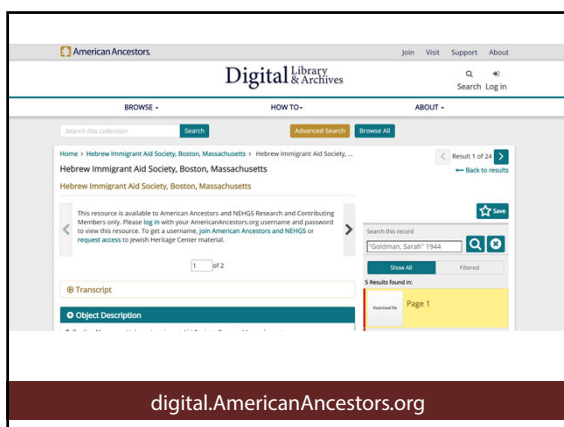 American Ancestors.
Join Visit Support About
Digital Library & Archives
Search Log in
BROWSE HOW TO ABOUT
Search this collection Search Advanced Search Browse All
Home > Hebrew Immigrant Aid Society, Boston, Massachusetts > Hebrew Immigrant Aid Society, ...
Result 1 of 24
Hebrew Immigrant Aid Society, Boston, Massachusetts
Back to results
Hebrew Immigrant Aid Society, Boston, Massachusetts
Save
This resource is available to American Ancestors and NEHGS Research and Contributing
Members only. Please log in with your AmericanAncestors.org username and password
to view this resource. To get a username, join American Ancestors and NEHGS or
request access to Jewish Heritage Center material.
Search this record
"Goldman, Sarah" 1944
1 of 2
Show All Filtered
5 Results found in:
Transcript
Page 1
Object Description
digital.AmericanAncestors.org